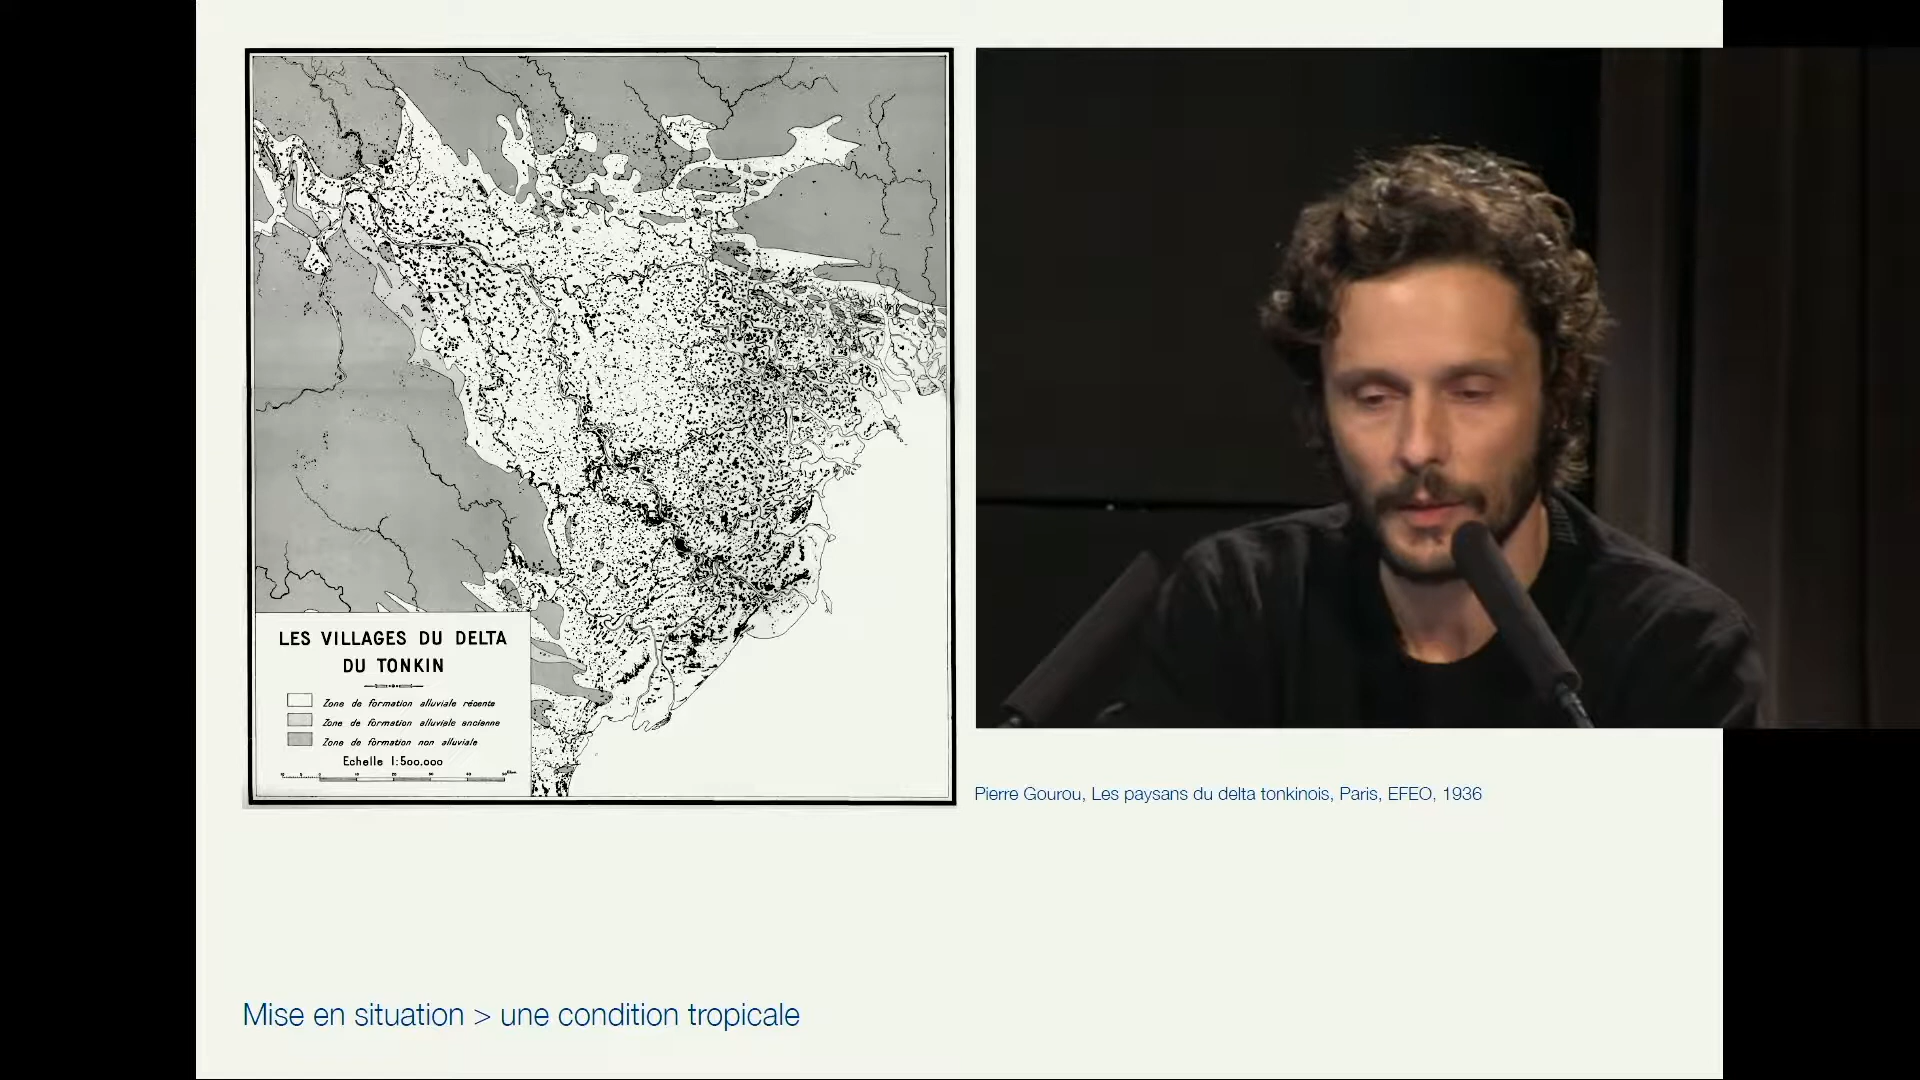 LES VILLAGES DU DELTA
DU TONKIN
Zone de formation alluviale récente
Zone de formation alluviale ancienne
Zone de formation non alluviale
Echelle 1:500.000
Pierre Gourou, Les paysans du delta tonkinois, Paris, EFEO, 1936
Mise en situation > une condition tropicale